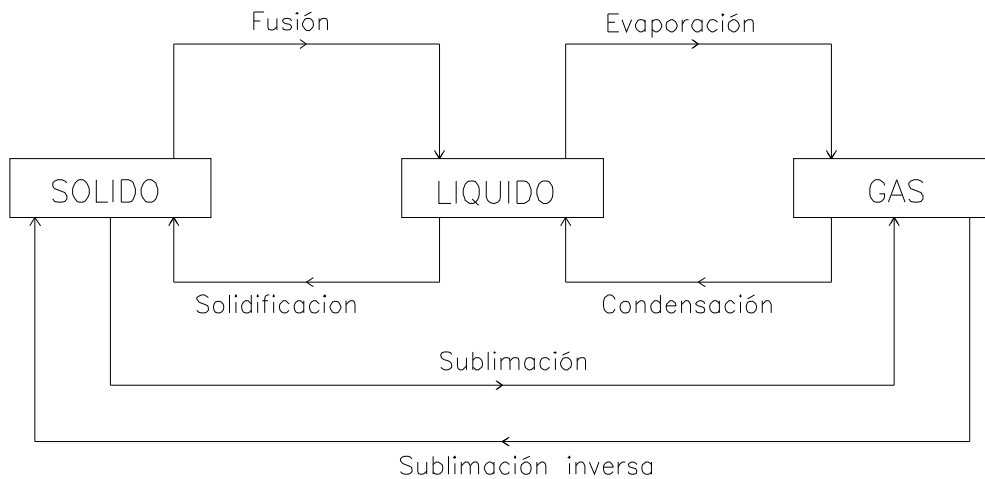 Fusión
Evaporación
SOLIDO
LIQUIDO
GAS
Solidificacion
Condensación
Sublimación
Sublimación inversa